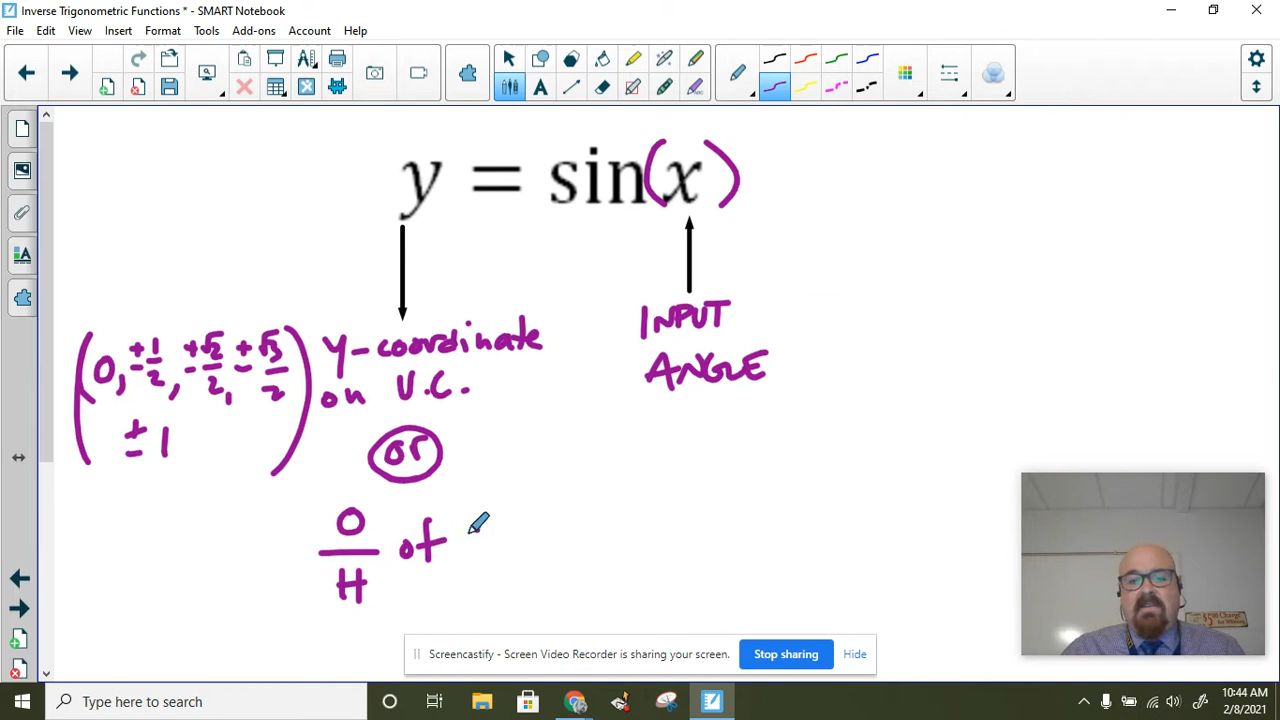 Inverse Trigonometric Functions * - SMART Notebook
File Edit View Insert Format Tools Add-ons Account Help
y = sin(x)
INPUT
ANGLE
Y-coordinate
on U.C.
(0, ±1/2, ±√2/2, ±√3/2
±1)
or
O/H of
Screencastify - Screen Video Recorder is sharing your screen. Stop sharing Hide
Type here to search
10:44 AM
2/8/2021